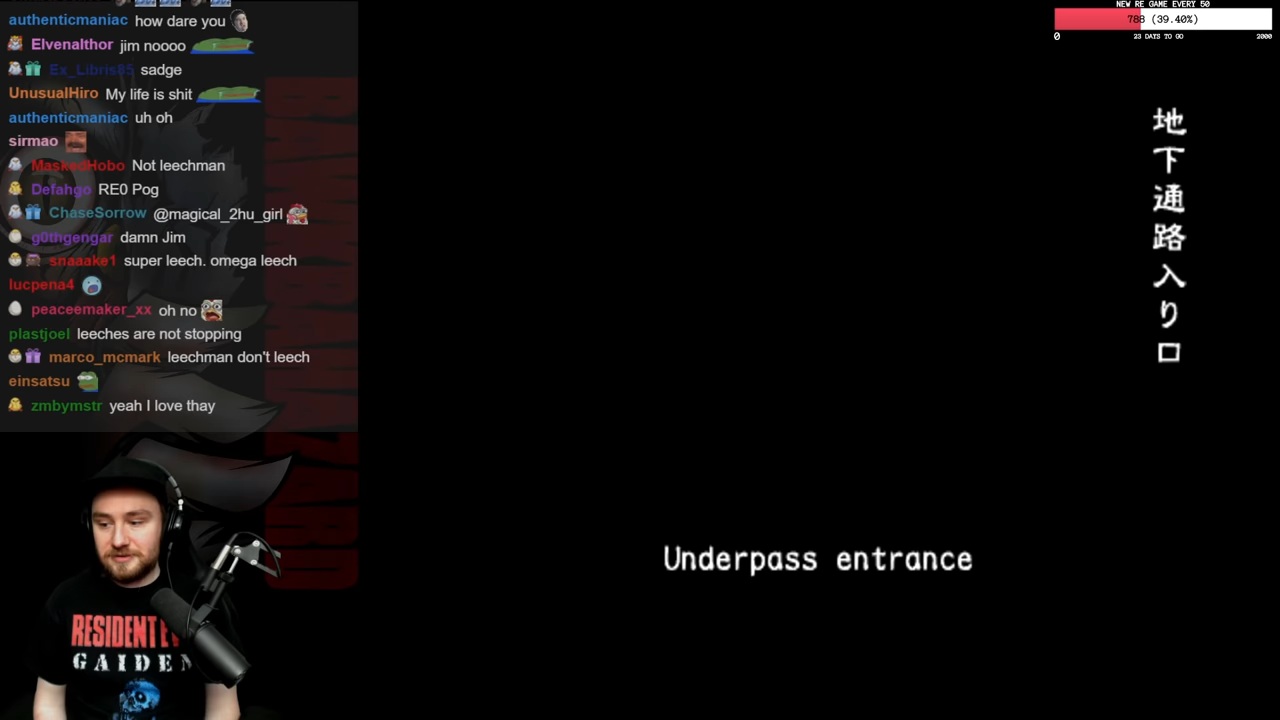 authenticmaniac how dare you
Elvenalthor jim noooo
Ex_Libris85 sadge
UnusualHiro My life is shit
authenticmaniac uh oh
sirmao
MaskedHobo Not leechman
Defahgo RE0 Pog
ChaseSorrow @magical_2hu_girl
g0thgengar damn Jim
snaaake1 super leech. omega leech
lucpena4
peaceemaker_xx oh no
plastjoel leeches are not stopping
marco_mcmark leechman don't leech
einsatsu
zmbymstr yeah I love thay
RESIDENT
GAIDEN
NEW RE GAME EVERY 50
788 (39.40%)
0 23 DAYS TO GO 2000
地下通路入り口
Underpass entrance